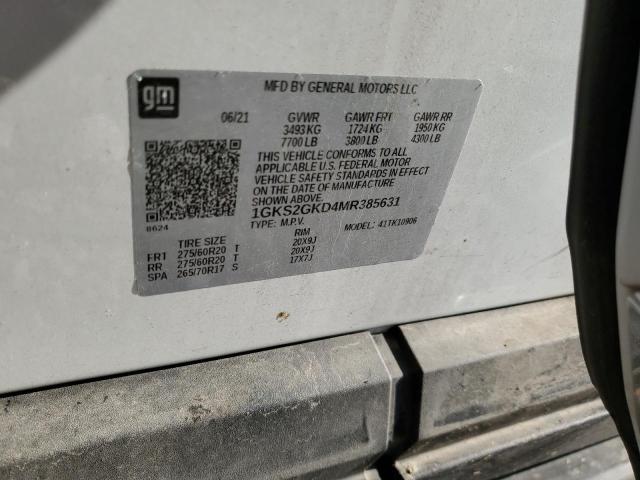 gm
MFD BY GENERAL MOTORS LLC
06/21 GVWR GAWR FRT GAWR RR
3493 KG 1724 KG 1950 KG
7700 LB 3800 LB 4300 LB
THIS VEHICLE CONFORMS TO ALL
APPLICABLE U.S. FEDERAL MOTOR
VEHICLE SAFETY STANDARDS IN EFFECT
ON THE DATE OF MANUFACTURE
SHOWN ABOVE.
1GKS2GKD4MR385631
8624
TYPE: M.P.V. MODEL: 41TK10906
TIRE SIZE RIM
FRT 275/60R20 T 20X9J
RR 275/60R20 T 20X9J
SPA 265/70R17 S 17X7J